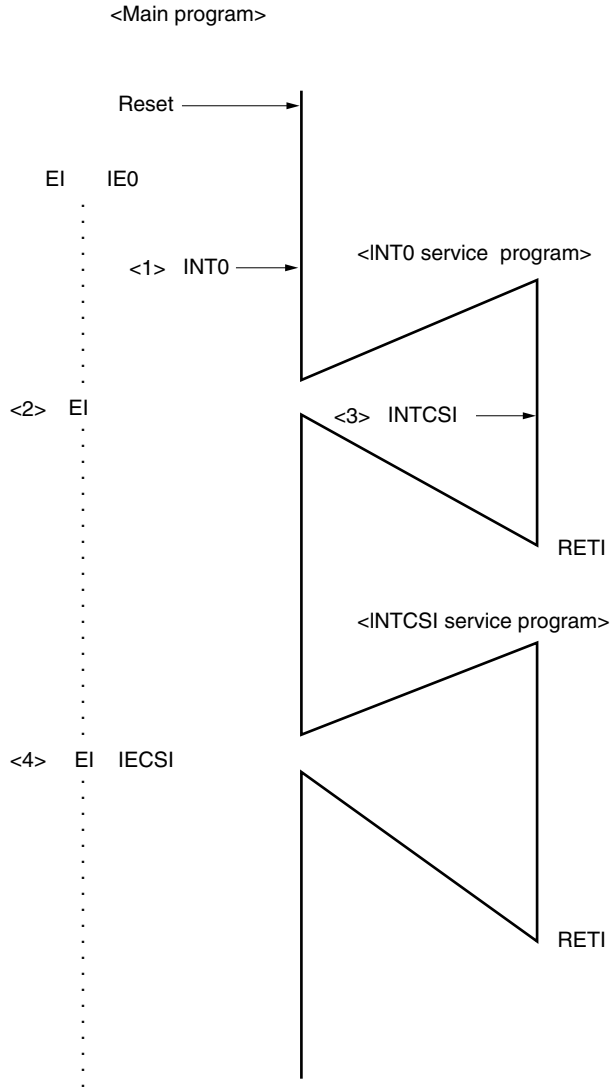 <Main program>
Reset
EI IE0
<1> INT0
<INT0 service program>
<2> EI
<3> INTCSI
RETI
<INTCSI service program>
<4> EI IECSI
RETI